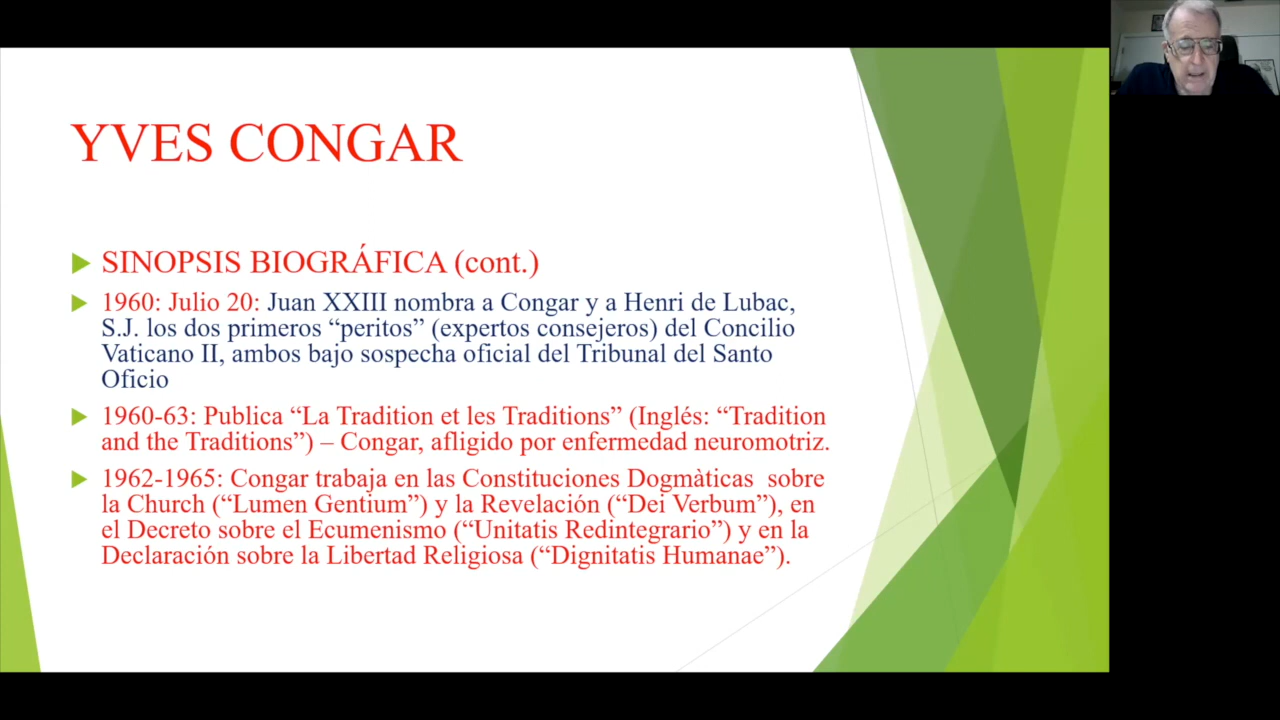 YVES CONGAR
SINOPSIS BIOGRÁFICA (cont.)
1960: Julio 20: Juan XXIII nombra a Congar y a Henri de Lubac,
S.J. los dos primeros “peritos” (expertos consejeros) del Concilio
Vaticano II, ambos bajo sospecha oficial del Tribunal del Santo
Oficio
1960-63: Publica “La Tradition et les Traditions” (Inglés: “Tradition
and the Traditions”) – Congar, afligido por enfermedad neuromotriz.
1962-1965: Congar trabaja en las Constituciones Dogmàticas sobre
la Church (“Lumen Gentium”) y la Revelación (“Dei Verbum”), en
el Decreto sobre el Ecumenismo (“Unitatis Redintegrario”) y en la
Declaración sobre la Libertad Religiosa (“Dignitatis Humanae”).